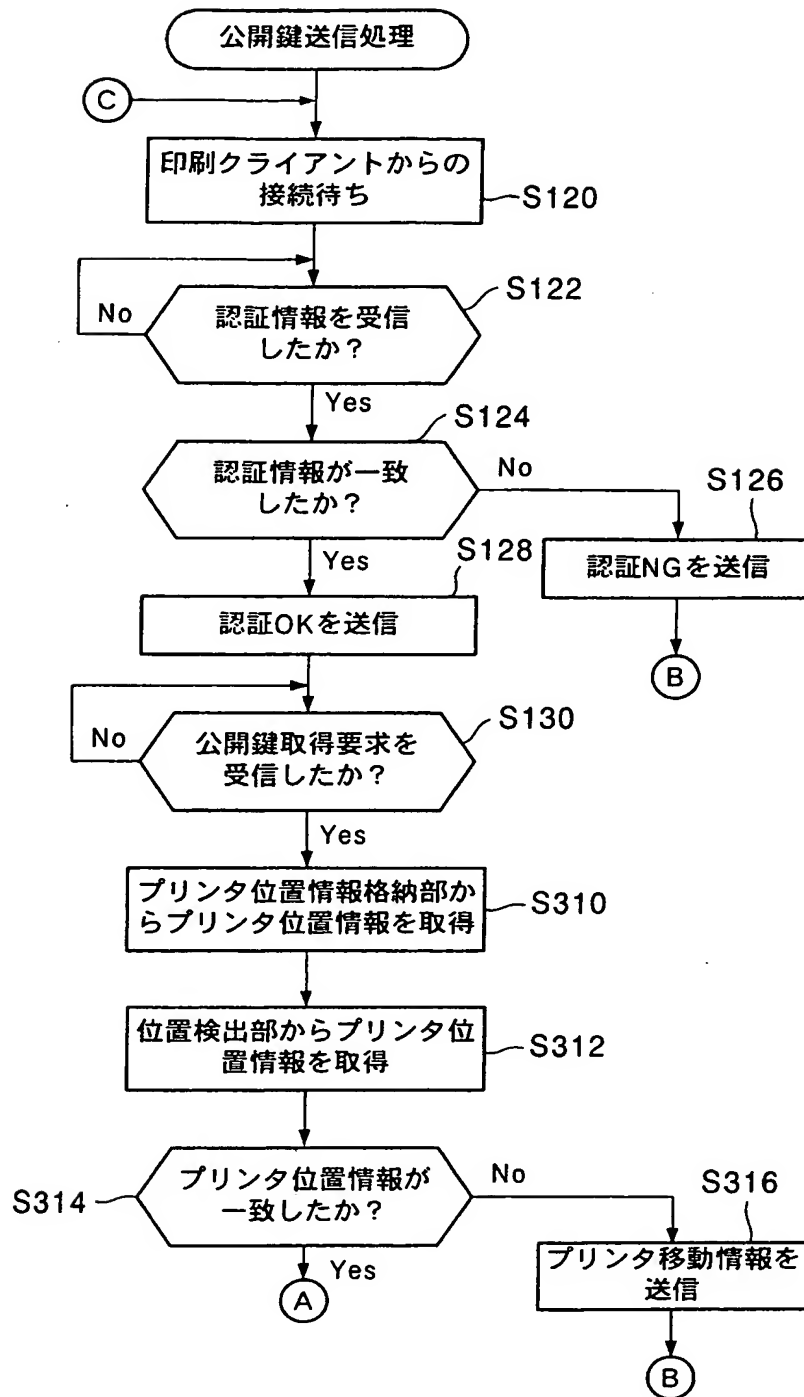 公開鍵送信処理
C
印刷クライアントからの
接続待ち
S120
S122
No
認証情報を受信
したか？
Yes
S124
認証情報が一致
したか？
No
S126
Yes
S128
認証NGを送信
認証OKを送信
B
S130
No
公開鍵取得要求を
受信したか？
Yes
プリンタ位置情報格納部か
らプリンタ位置情報を取得
S310
位置検出部からプリンタ位
置情報を取得
S312
S314
プリンタ位置情報が
一致したか？
No
S316
Yes
プリンタ移動情報を
送信
A
B